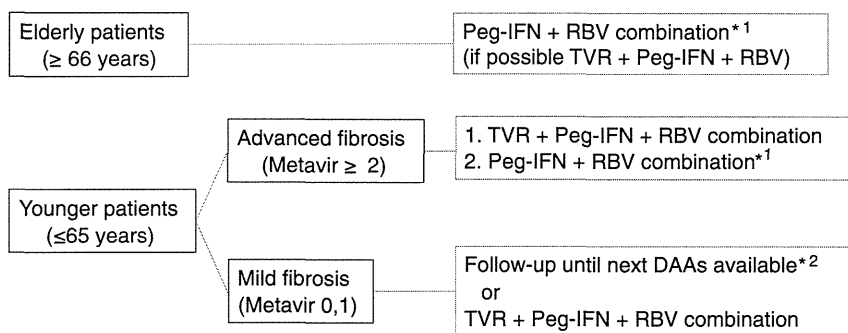 Elderly patients
(≥ 66 years)
Peg-IFN + RBV combination*1
(if possible TVR + Peg-IFN + RBV)
Advanced fibrosis
(Metavir ≥ 2)
1. TVR + Peg-IFN + RBV combination
2. Peg-IFN + RBV combination*1
Younger patients
(≤65 years)
Mild fibrosis
(Metavir 0,1)
Follow-up until next DAAs available*2
or
TVR + Peg-IFN + RBV combination